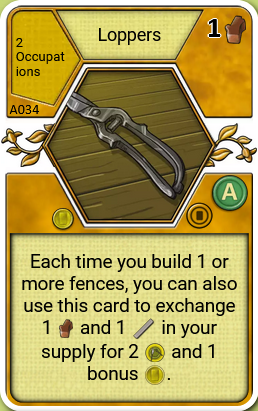 2
Occupat
ions
Loppers
1
A034
A
Each time you build 1 or
more fences, you can also
use this card to exchange
1 and 1 in your
supply for 2 and 1
bonus .